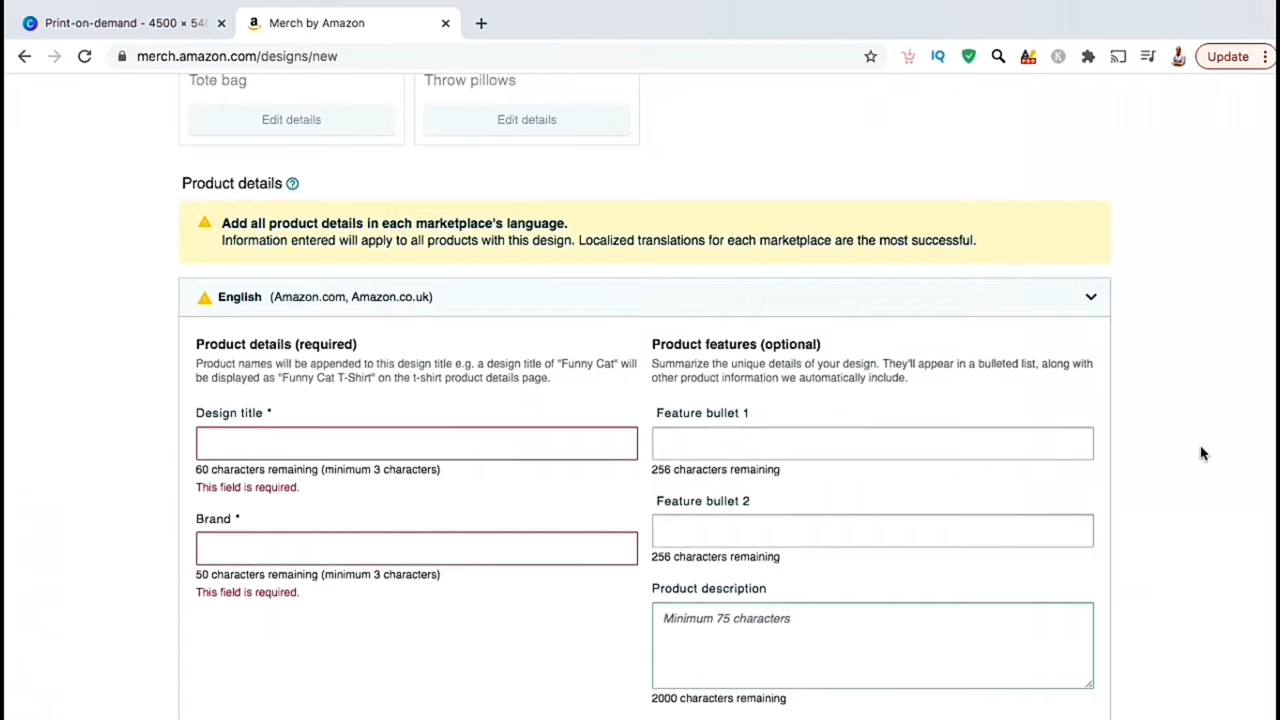 Print-on-demand - 4500 × 54
Merch by Amazon
merch.amazon.com/designs/new
Update
Tote bag
Throw pillows
Edit details
Edit details
Product details
Add all product details in each marketplace's language.
Information entered will apply to all products with this design. Localized translations for each marketplace are the most successful.
English (Amazon.com, Amazon.co.uk)
Product details (required)
Product names will be appended to this design title e.g. a design title of "Funny Cat" will
be displayed as "Funny Cat T-Shirt" on the t-shirt product details page.
Design title *
60 characters remaining (minimum 3 characters)
This field is required.
Brand *
50 characters remaining (minimum 3 characters)
This field is required.
Product features (optional)
Summarize the unique details of your design. They'll appear in a bulleted list, along with
other product information we automatically include.
Feature bullet 1
256 characters remaining
Feature bullet 2
256 characters remaining
Product description
Minimum 75 characters
2000 characters remaining